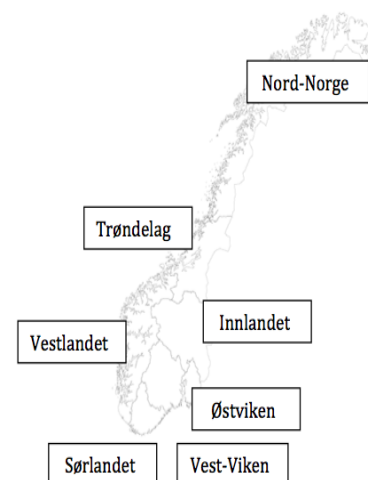 Nord-Norge
Trøndelag
Innlandet
Vestlandet
Østviken
Sørlandet
Vest-Viken